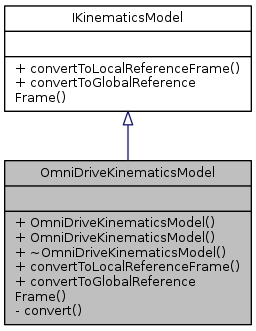 IKinematicsModel
+ convertToLocalReferenceFrame()
+ convertToGlobalReference
Frame()
OmniDriveKinematicsModel
+ OmniDriveKinematicsModel()
+ OmniDriveKinematicsModel()
+ ~OmniDriveKinematicsModel()
+ convertToLocalReferenceFrame()
+ convertToGlobalReference
Frame()
- convert()